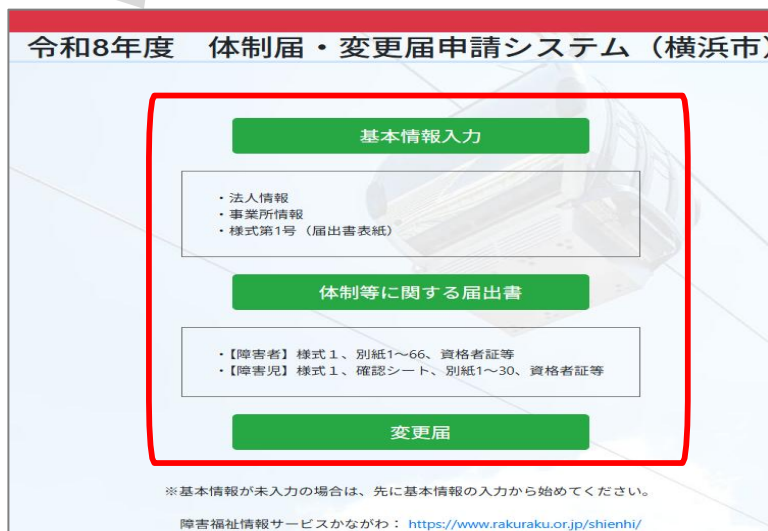 令和8年度　体制届・変更届申請システム（横浜市）
基本情報入力
・法人情報
・事業所情報
・様式第1号（届出書表紙）
体制等に関する届出書
・【障害者】様式１、別紙1～66、資格者証等
・【障害児】様式１、確認シート、別紙1～30、資格者証等
変更届
※基本情報が未入力の場合は、先に基本情報の入力から始めてください。
障害福祉情報サービスかながわ： https://www.rakuraku.or.jp/shienhi/